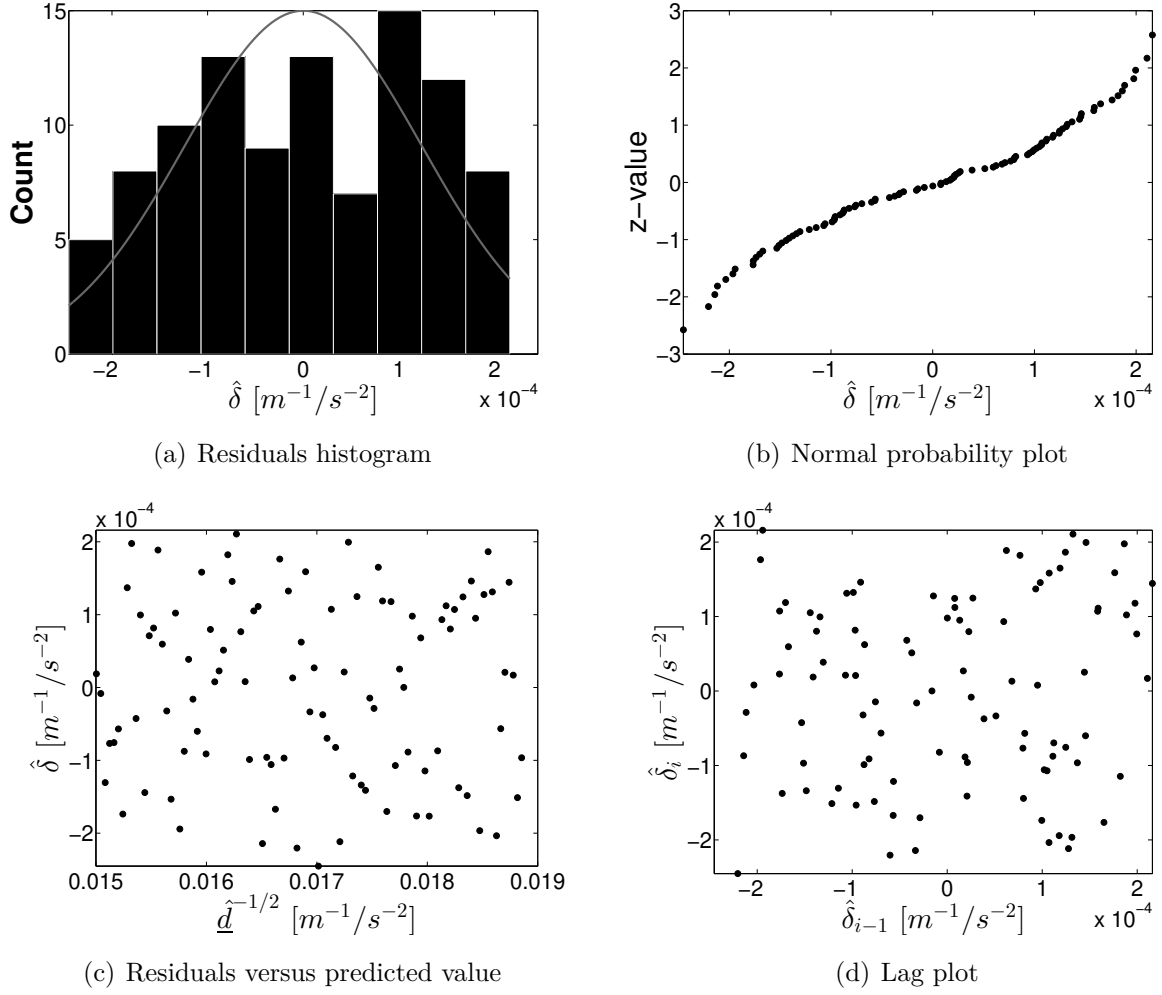 15
10
5
0
Count
−2 −1 0 1 2
x 10⁻⁴
δ̂ [m⁻¹/s⁻²]
(a) Residuals histogram
3
2
1
0
−1
−2
−3
z−value
−2 −1 0 1 2
x 10⁻⁴
δ̂ [m⁻¹/s⁻²]
(b) Normal probability plot
x 10⁻⁴
2
1
0
−1
−2
δ̂ [m⁻¹/s⁻²]
0.015 0.016 0.017 0.018 0.019
d̲̂⁻¹/² [m⁻¹/s⁻²]
(c) Residuals versus predicted value
x 10⁻⁴
2
1
0
−1
−2
δ̂ᵢ [m⁻¹/s⁻²]
−2 −1 0 1 2
x 10⁻⁴
δ̂ᵢ₋₁ [m⁻¹/s⁻²]
(d) Lag plot